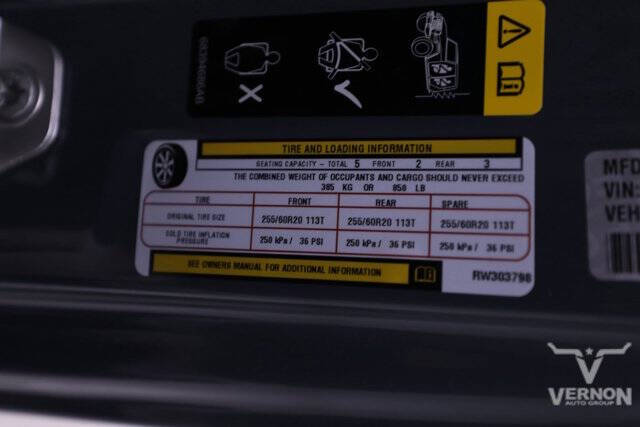 68394686AB
TIRE AND LOADING INFORMATION
SEATING CAPACITY - TOTAL 5 FRONT 2 REAR 3
THE COMBINED WEIGHT OF OCCUPANTS AND CARGO SHOULD NEVER EXCEED
385 KG OR 850 LB
TIRE FRONT REAR SPARE
ORIGINAL TIRE SIZE 255/60R20 113T 255/60R20 113T 255/60R20 113T
COLD TIRE INFLATION PRESSURE 250 kPa / 36 PSI 250 kPa / 36 PSI 250 kPa / 36 PSI
SEE OWNERS MANUAL FOR ADDITIONAL INFORMATION
RW303798
MFD
VIN
VEH
VERNON
AUTO GROUP